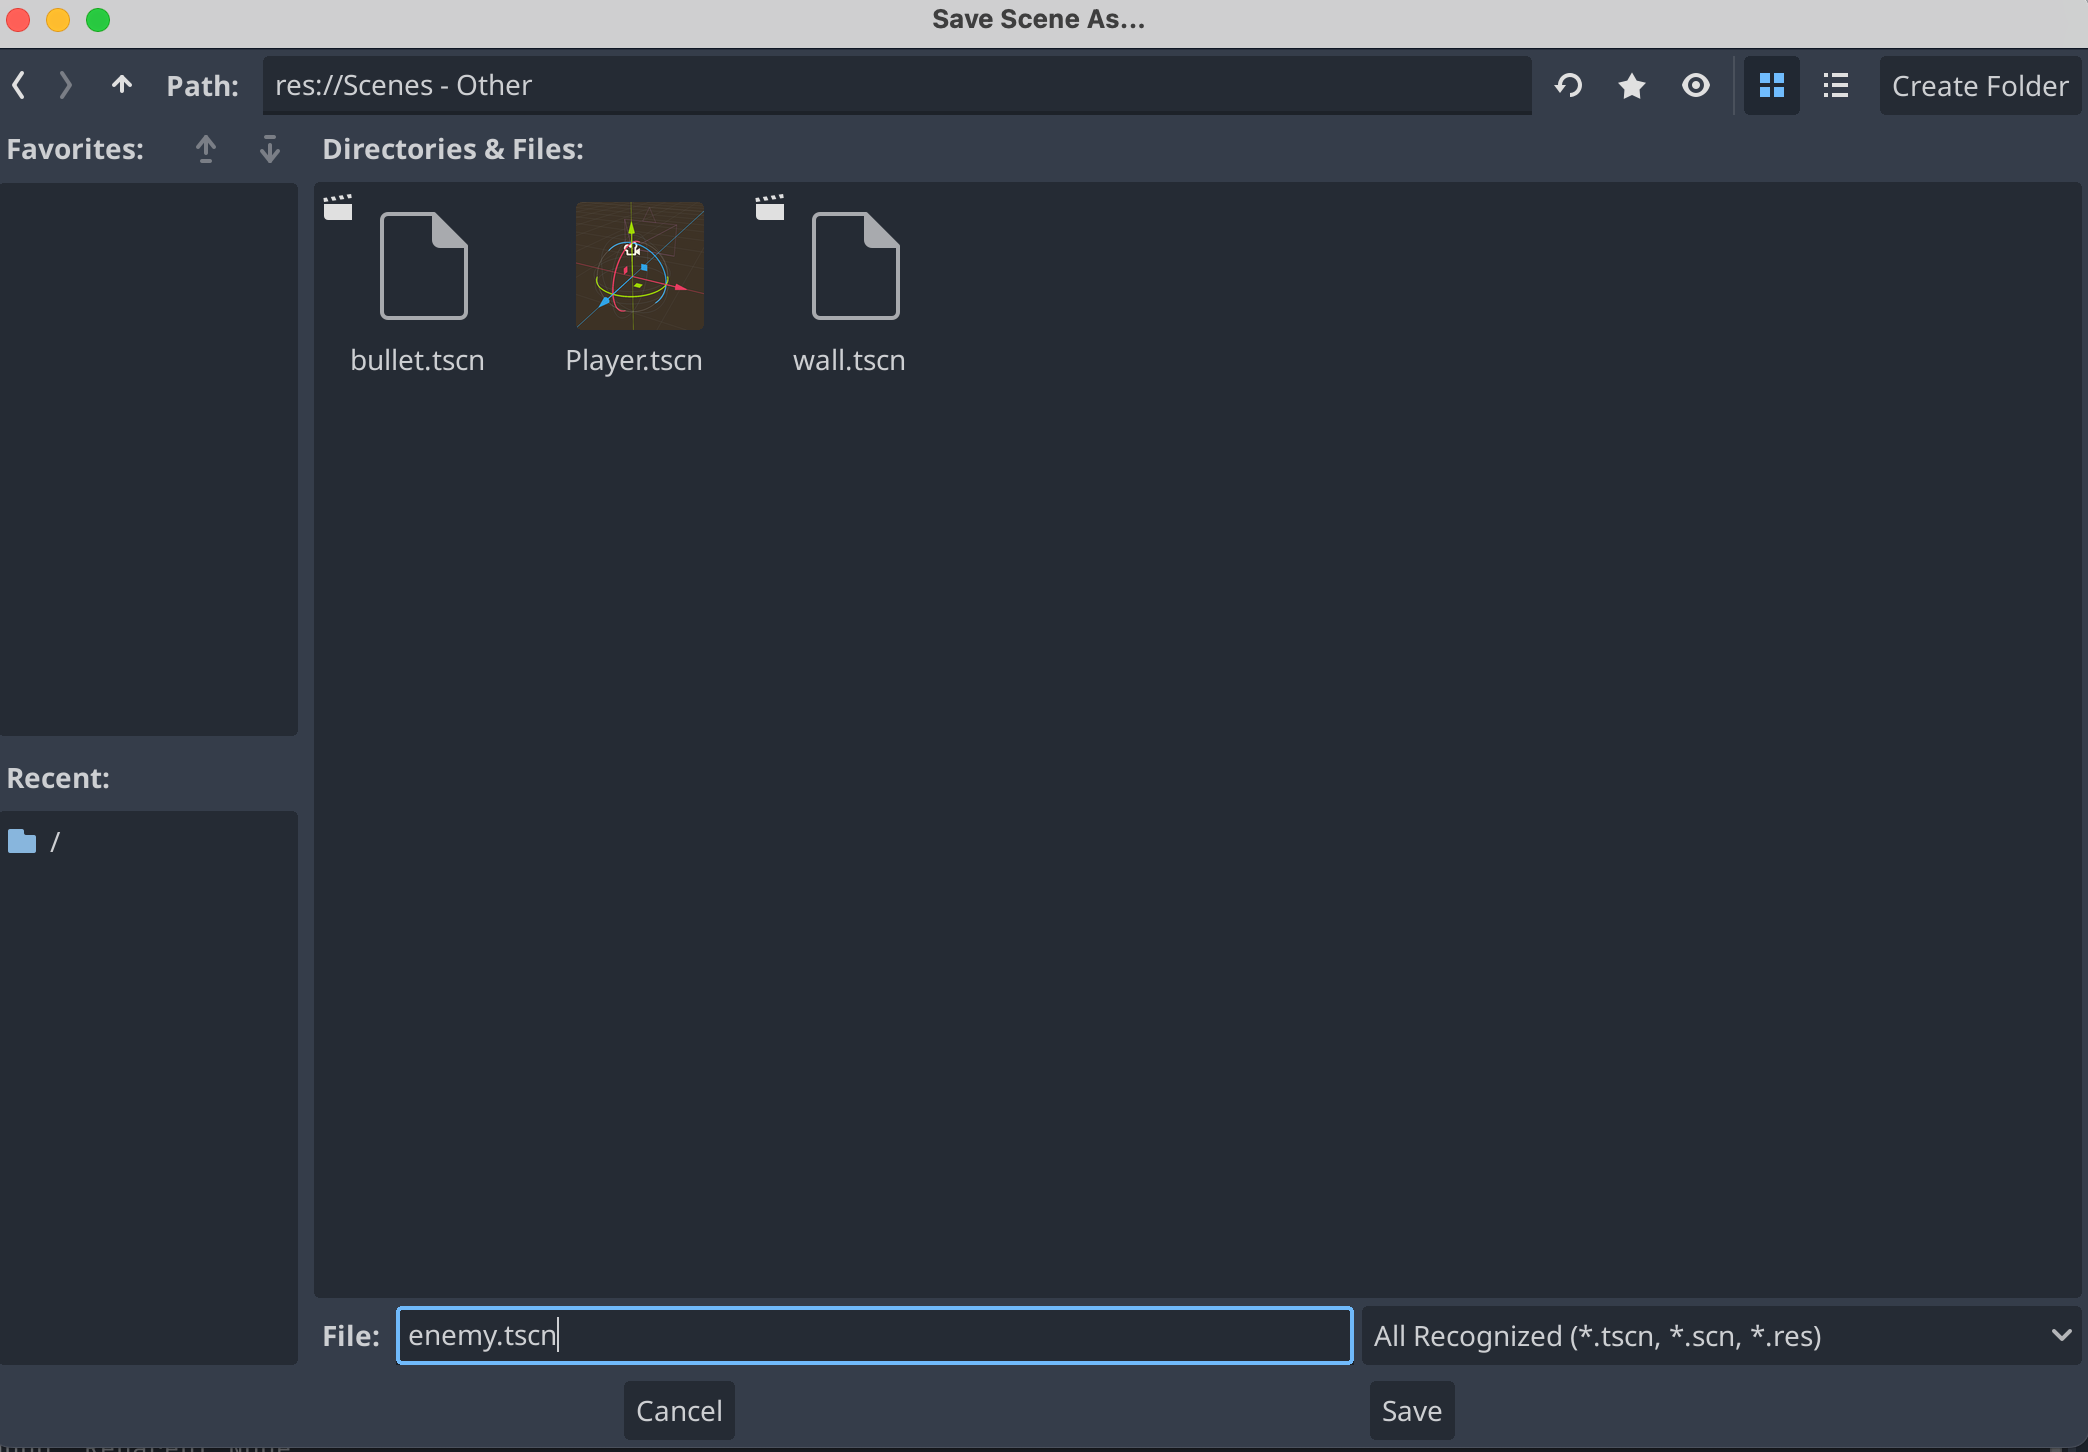 Save Scene As...
Path: res://Scenes - Other Create Folder
Favorites: Directories & Files:
bullet.tscn Player.tscn wall.tscn
Recent:
/
File: enemy.tscn All Recognized (*.tscn, *.scn, *.res)
Cancel Save